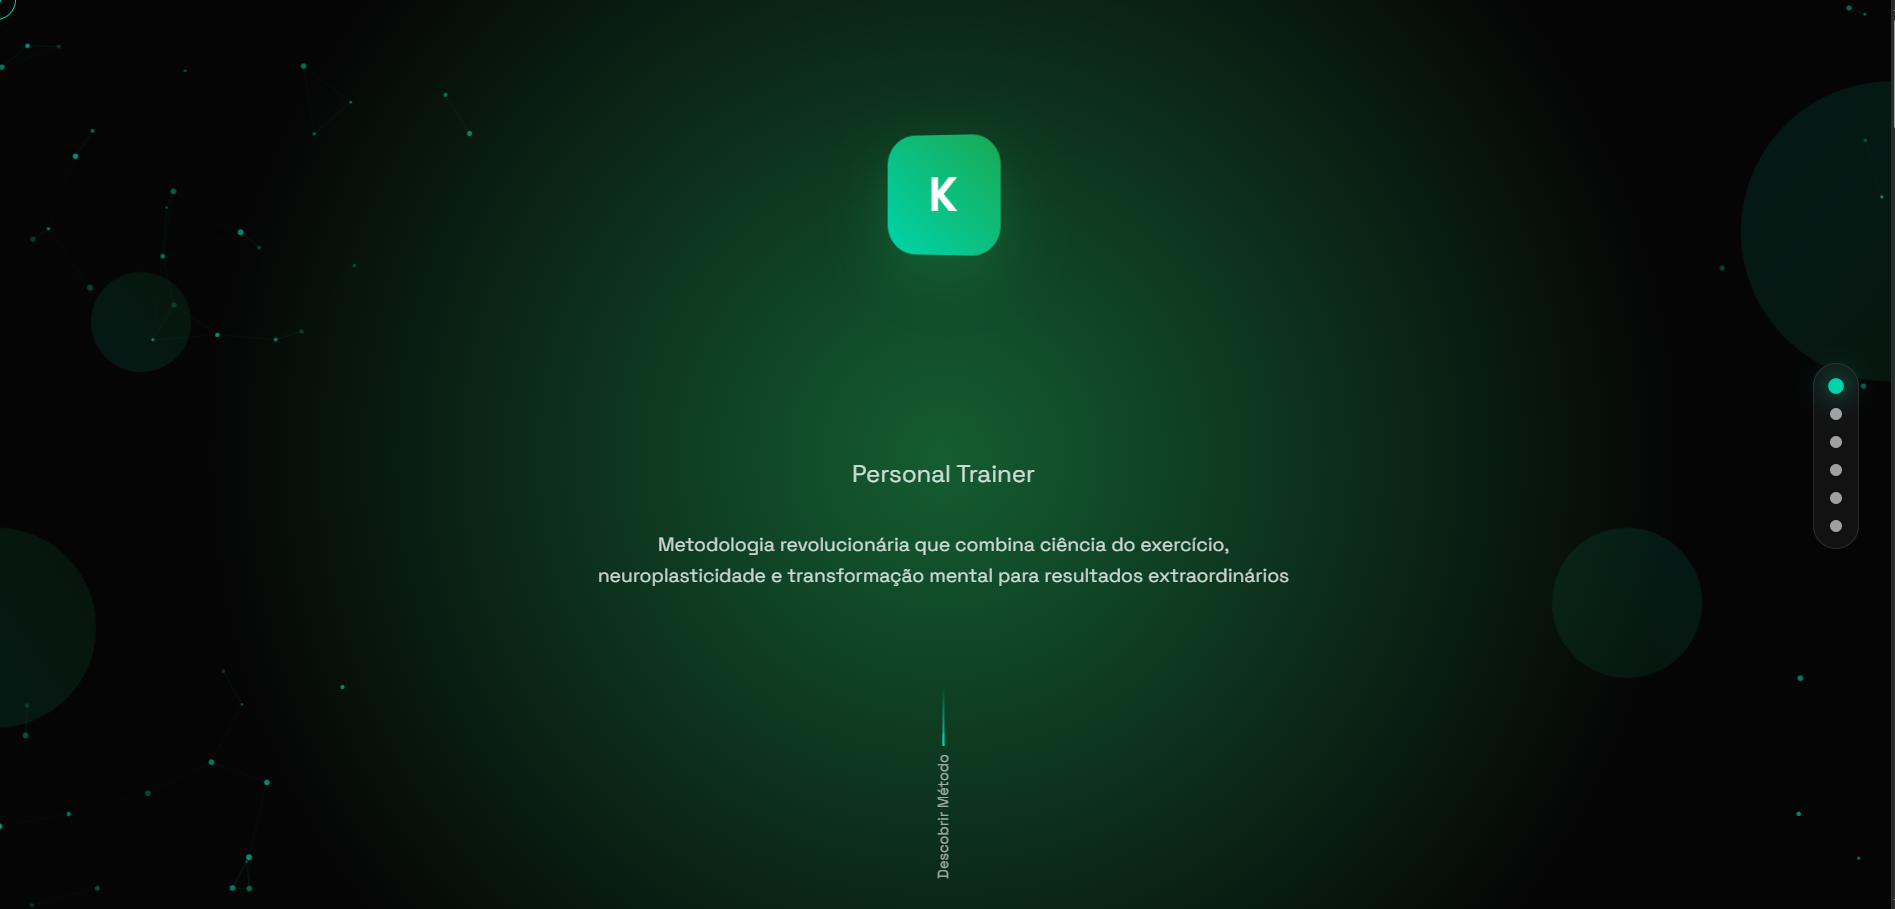 K
Personal Trainer
Metodologia revolucionária que combina ciência do exercício,
neuroplasticidade e transformação mental para resultados extraordinários
Descobrir Método